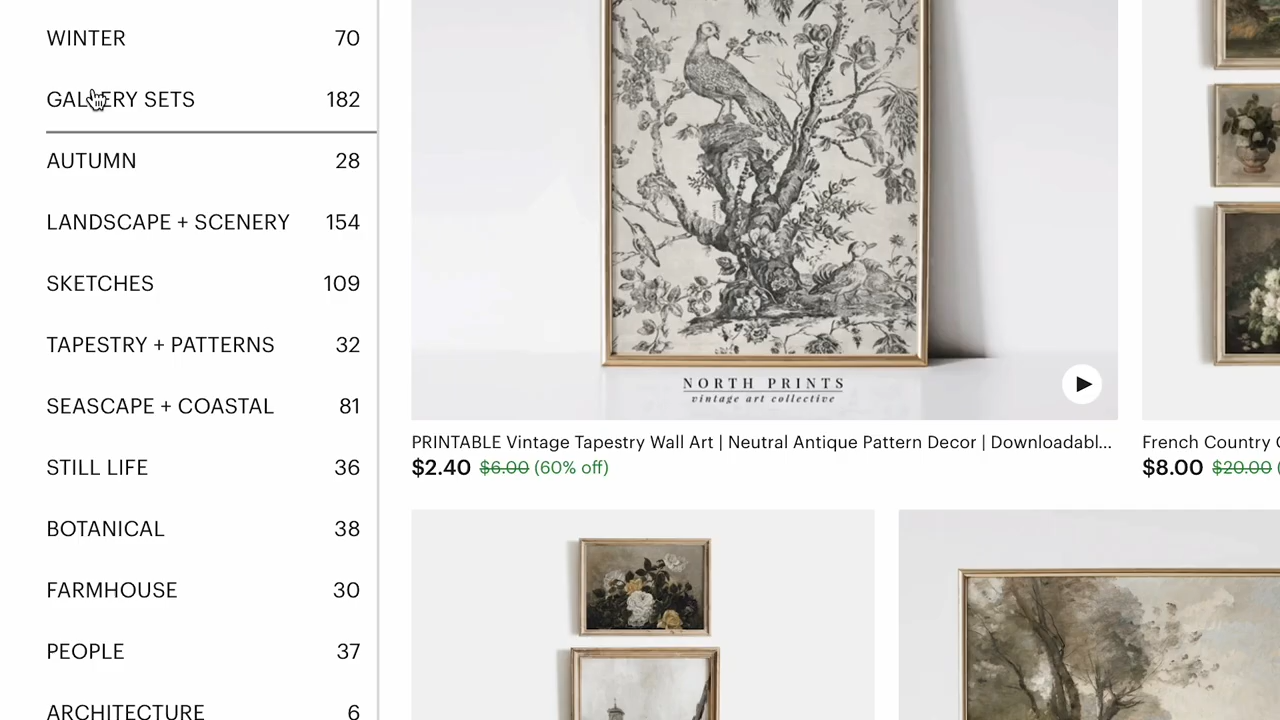 WINTER 70
GALLERY SETS 182
AUTUMN 28
LANDSCAPE + SCENERY 154
SKETCHES 109
TAPESTRY + PATTERNS 32
SEASCAPE + COASTAL 81
STILL LIFE 36
BOTANICAL 38
FARMHOUSE 30
PEOPLE 37
ARCHITECTURE 6
NORTH PRINTS
vintage art collective
PRINTABLE Vintage Tapestry Wall Art | Neutral Antique Pattern Decor | Downloadabl...
$2.40 $6.00 (60% off)
French Country
$8.00 $20.00 (